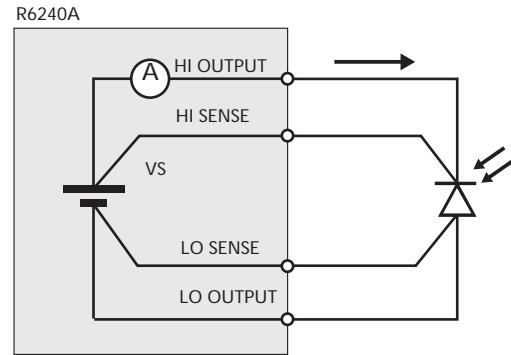 R6240A
A
HI OUTPUT
HI SENSE
VS
LO SENSE
LO OUTPUT